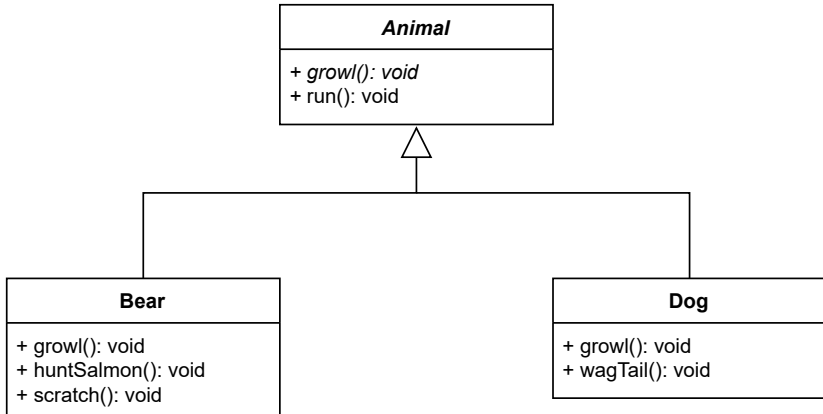 Animal
+ growl(): void
+ run(): void
Bear
+ growl(): void
+ huntSalmon(): void
+ scratch(): void
Dog
+ growl(): void
+ wagTail(): void